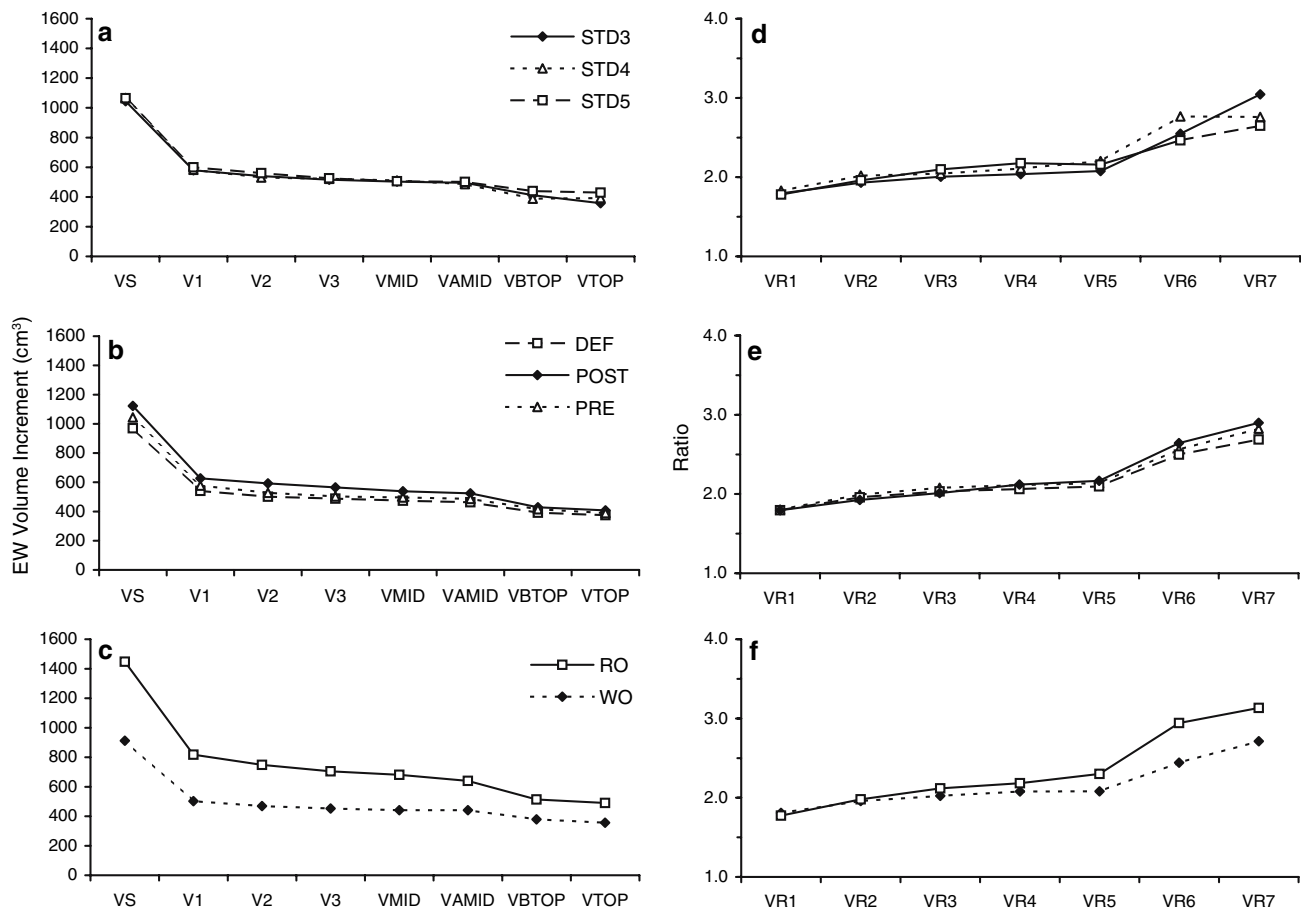 a
1600
1400
1200
1000
800
600
400
200
0
VS V1 V2 V3 VMID VAMID VBTOP VTOP
STD3
STD4
STD5
d
4.0
3.0
2.0
1.0
VR1 VR2 VR3 VR4 VR5 VR6 VR7
EW Volume Increment (cm³)
b
1600
1400
1200
1000
800
600
400
200
0
VS V1 V2 V3 VMID VAMID VBTOP VTOP
DEF
POST
PRE
Ratio
e
4.0
3.0
2.0
1.0
VR1 VR2 VR3 VR4 VR5 VR6 VR7
c
1600
1400
1200
1000
800
600
400
200
0
VS V1 V2 V3 VMID VAMID VBTOP VTOP
RO
WO
f
4.0
3.0
2.0
1.0
VR1 VR2 VR3 VR4 VR5 VR6 VR7